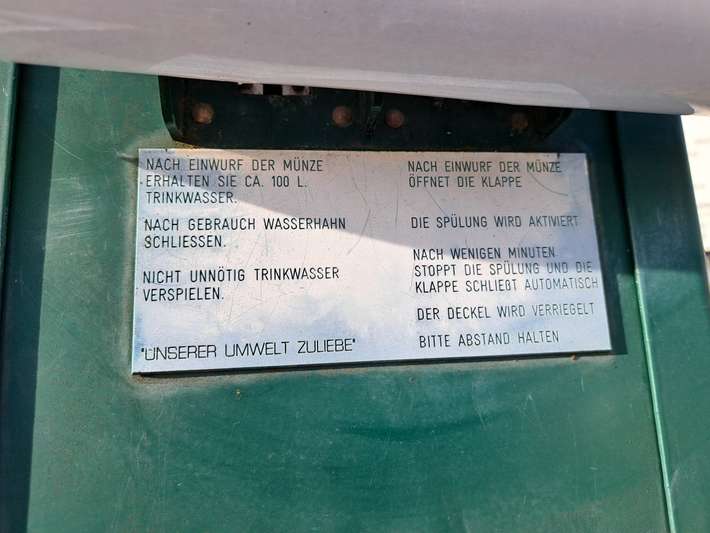 NACH EINWURF DER MÜNZE
ERHALTEN SIE CA. 100 L.
TRINKWASSER.
NACH GEBRAUCH WASSERHAHN
SCHLIESSEN.
NICHT UNNÖTIG TRINKWASSER
VERSPIELEN.
"UNSERER UMWELT ZULIEBE"
NACH EINWURF DER MÜNZE
ÖFFNET DIE KLAPPE
DIE SPÜLUNG WIRD AKTIVIERT
NACH WENIGEN MINUTEN
STOPPT DIE SPÜLUNG UND DIE
KLAPPE SCHLIEßT AUTOMATISCH
DER DECKEL WIRD VERRIEGELT
BITTE ABSTAND HALTEN